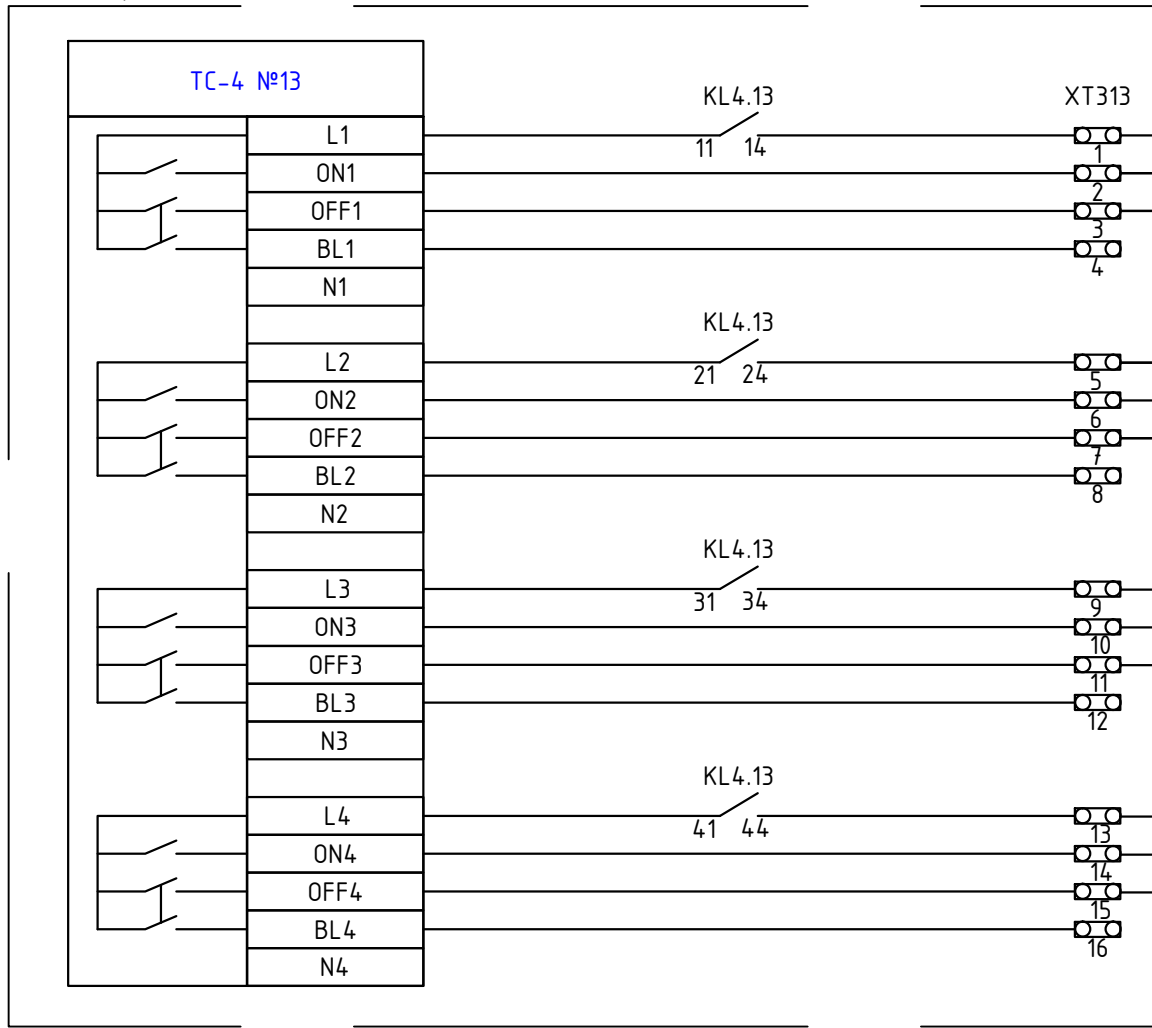 TC-4 №13
KL4.13
XT313
L1
11 14
1
ON1
2
OFF1
3
BL1
4
N1
KL4.13
L2
21 24
5
ON2
6
OFF2
7
BL2
8
N2
KL4.13
L3
31 34
9
ON3
10
OFF3
11
BL3
12
N3
KL4.13
L4
41 44
13
ON4
14
OFF4
15
BL4
16
N4